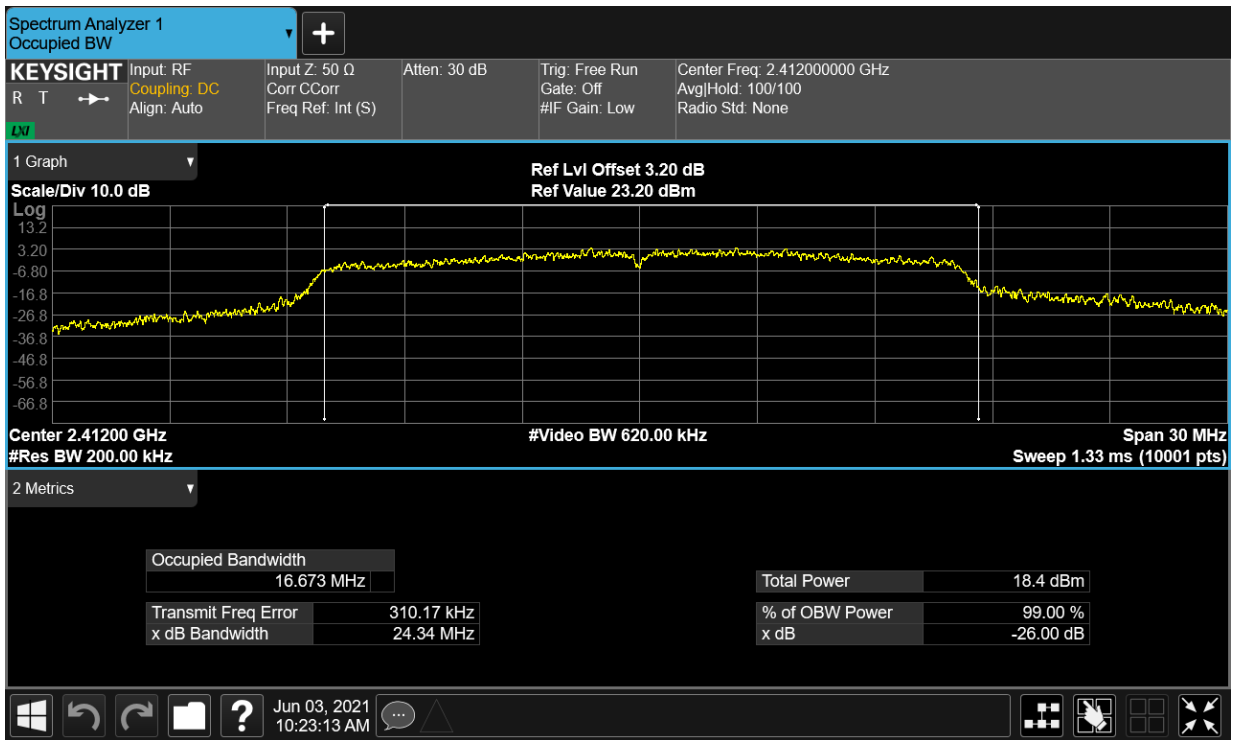 Spectrum Analyzer 1
Occupied BW
+
KEYSIGHT
R T
LXI
Input: RF
Coupling: DC
Align: Auto
Input Z: 50 Ω
Corr CCorr
Freq Ref: Int (S)
Atten: 30 dB
Trig: Free Run
Gate: Off
#IF Gain: Low
Center Freq: 2.412000000 GHz
Avg|Hold: 100/100
Radio Std: None
1 Graph
Scale/Div 10.0 dB
Ref Lvl Offset 3.20 dB
Ref Value 23.20 dBm
Log
13.2
3.20
-6.80
-16.8
-26.8
-36.8
-46.8
-56.8
-66.8
Center 2.41200 GHz
#Res BW 200.00 kHz
#Video BW 620.00 kHz
Span 30 MHz
Sweep 1.33 ms (10001 pts)
2 Metrics
Occupied Bandwidth
16.673 MHz
Transmit Freq Error 310.17 kHz
x dB Bandwidth 24.34 MHz
Total Power 18.4 dBm
% of OBW Power 99.00 %
x dB -26.00 dB
?
Jun 03, 2021
10:23:13 AM